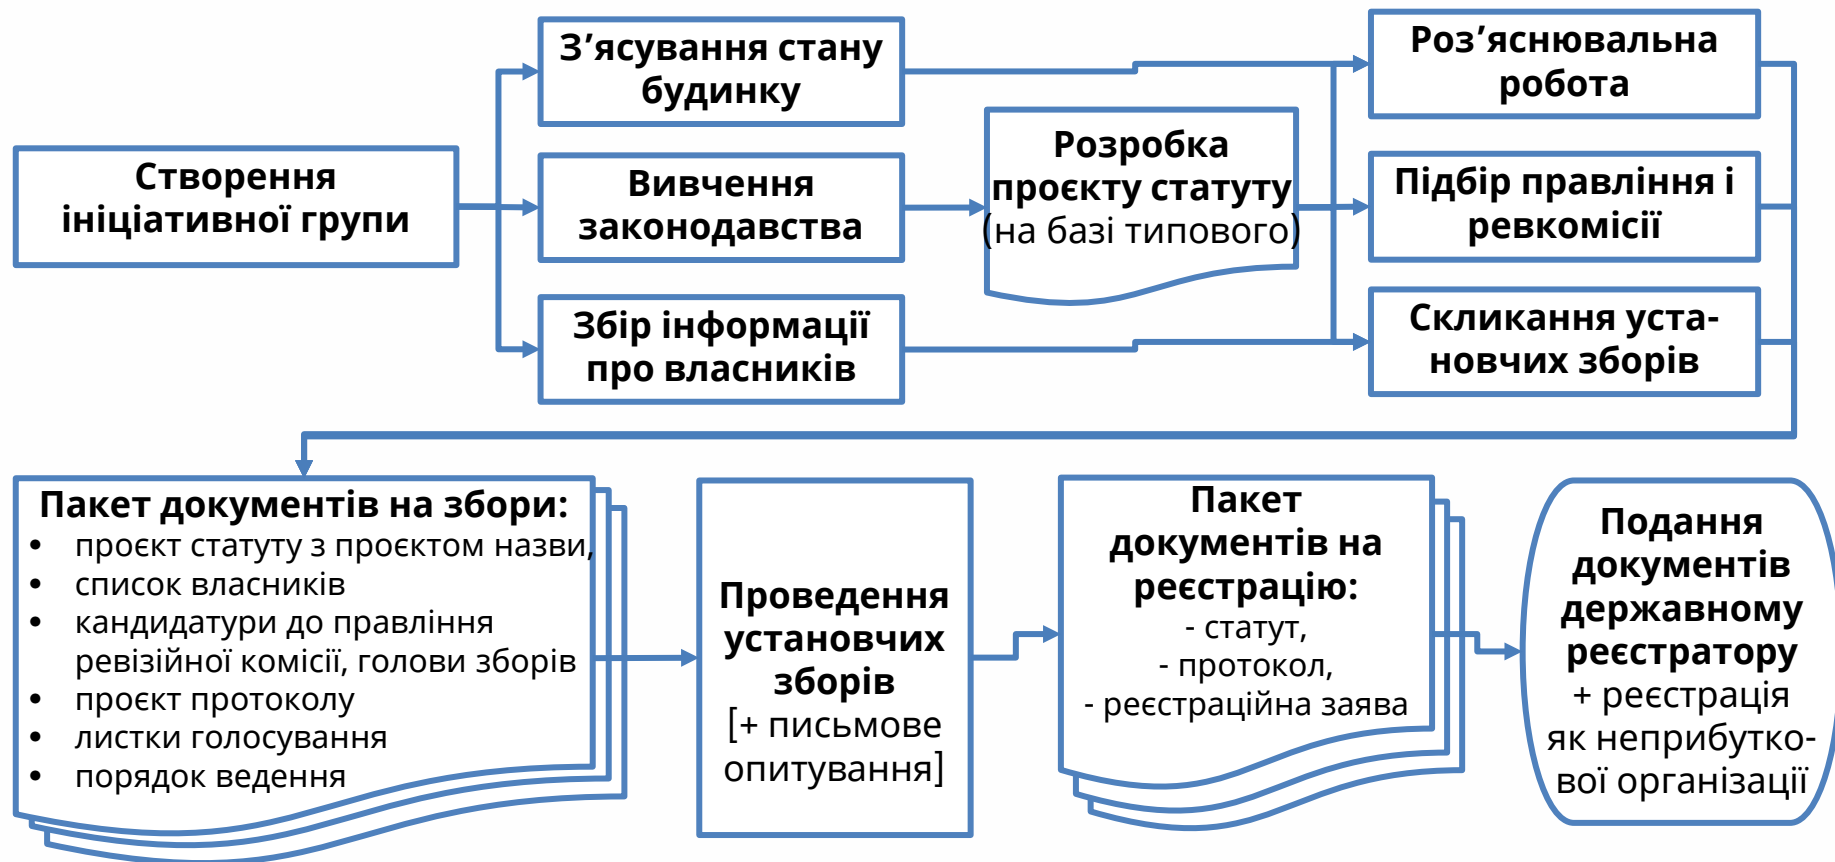 Створення
ініціативної групи
З’ясування стану
будинку
Вивчення
законодавства
Збір інформації
про власників
Розробка
проєкту статуту
(на базі типового)
Роз’яснювальна
робота
Підбір правління і
ревкомісії
Скликання уста-
новчих зборів
Пакет документів на збори:
• проєкт статуту з проєктом назви,
• список власників
• кандидатури до правління
ревізійної комісії, голови зборів
• проєкт протоколу
• листки голосування
• порядок ведення
Проведення
установчих
зборів
[+ письмове
опитування]
Пакет
документів на
реєстрацію:
- статут,
- протокол,
- реєстраційна заява
Подання
документів
державному
реєстратору
+ реєстрація
як неприбутко-
вої організації